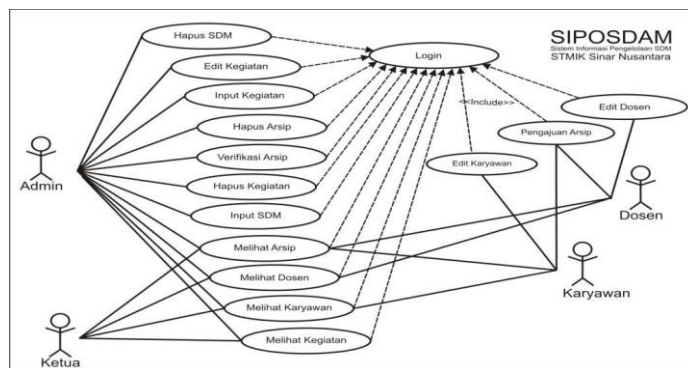 SIPOSDAM
Sistem Informasi Pengelolaan SDM
STMIK Sinar Nusantara
Hapus SDM
Login
Edit Kegiatan
Input Kegiatan
<<Include>>
Edit Dosen
Hapus Arsip
Pengajuan Arsip
Verifikasi Arsip
Edit Karyawan
Admin
Hapus Kegiatan
Input SDM
Dosen
Melihat Arsip
Melihat Dosen
Karyawan
Melihat Karyawan
Melihat Kegiatan
Ketua